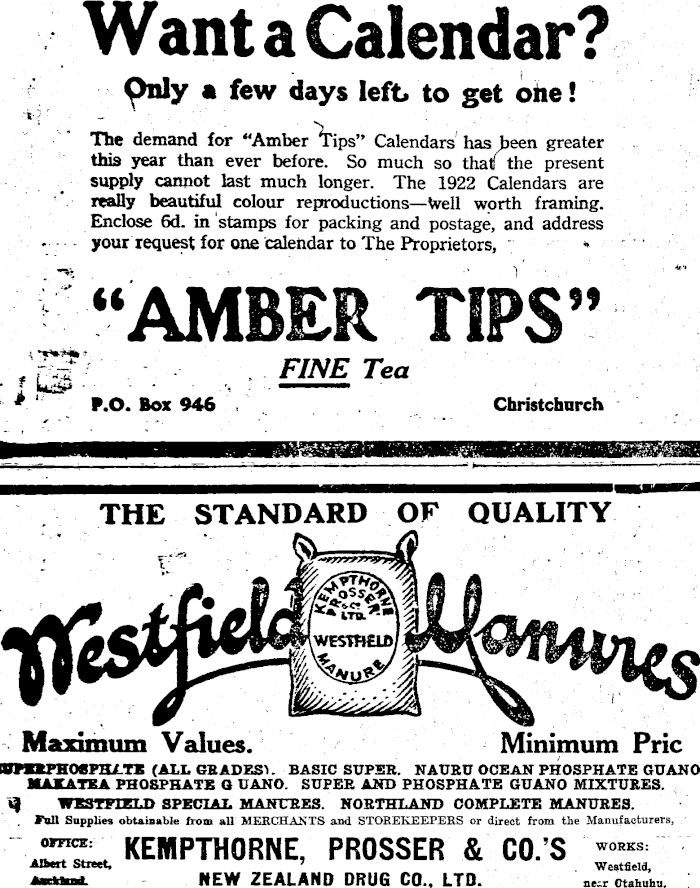 Want a Calendar?
Only a few days left to get one!
The demand for "Amber Tips" Calendars has been greater
this year than ever before. So much so that the present
supply cannot last much longer. The 1922 Calendars are
really beautiful colour reproductions—well worth framing.
Enclose 6d. in stamps for packing and postage, and address
your request for one calendar to The Proprietors,
"AMBER TIPS"
FINE Tea
P.O. Box 946 Christchurch
THE STANDARD OF QUALITY
Westfield Manures
KEMPTHORNE
PROSSER
& Co.
LTD.
WESTFIELD
MANURE
Maximum Values. Minimum Pric
SUPERPHOSPHATE (ALL GRADES). BASIC SUPER. NAURU OCEAN PHOSPHATE GUANO
MAKATEA PHOSPHATE GUANO. SUPER AND PHOSPHATE GUANO MIXTURES.
WESTFIELD SPECIAL MANURES. NORTHLAND COMPLETE MANURES.
Full Supplies obtainable from all MERCHANTS and STOREKEEPERS or direct from the Manufacturers,
OFFICE: KEMPTHORNE, PROSSER & CO.'S WORKS:
Albert Street, Westfield,
Auckland. NEW ZEALAND DRUG CO., LTD. near Otahuhu.